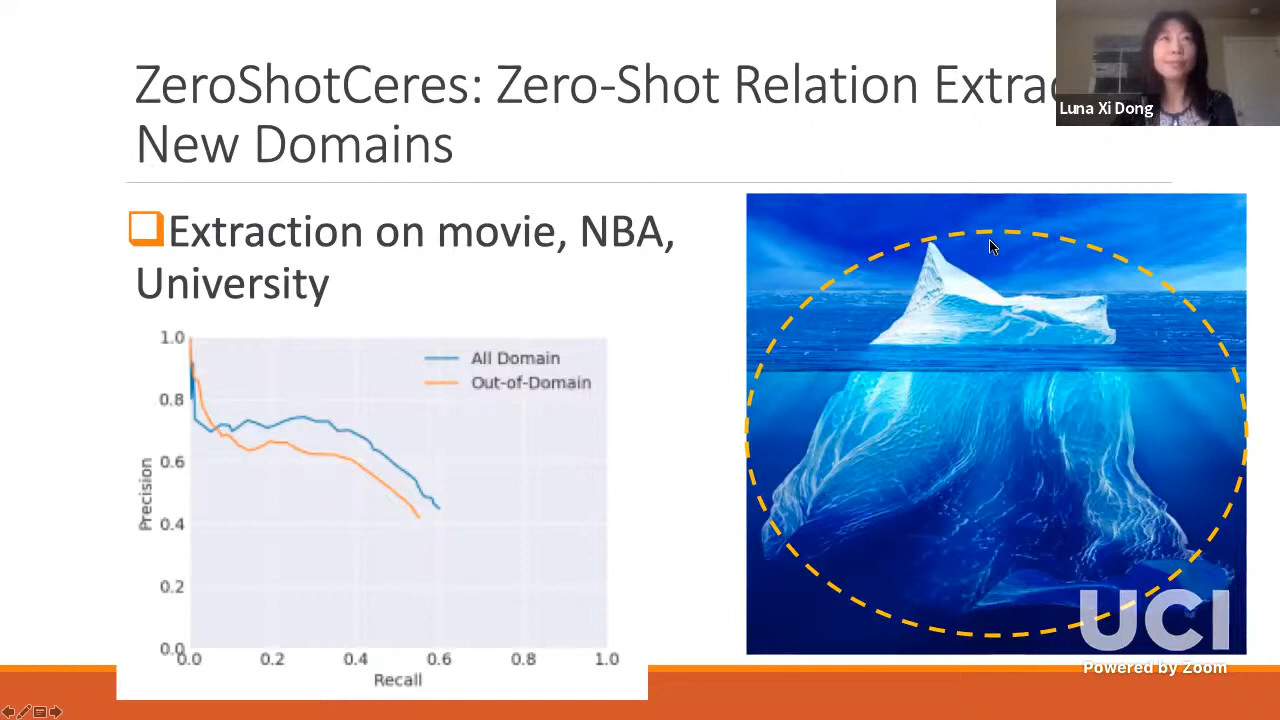 ZeroShotCeres: Zero-Shot Relation Extrac
New Domains
Luna Xi Dong
Extraction on movie, NBA,
University
1.0
0.8
0.6
0.4
0.2
0.0
Precision
All Domain
Out-of-Domain
0.0 0.2 0.4 0.6 0.8 1.0
Recall
UCI
Powered by Zoom